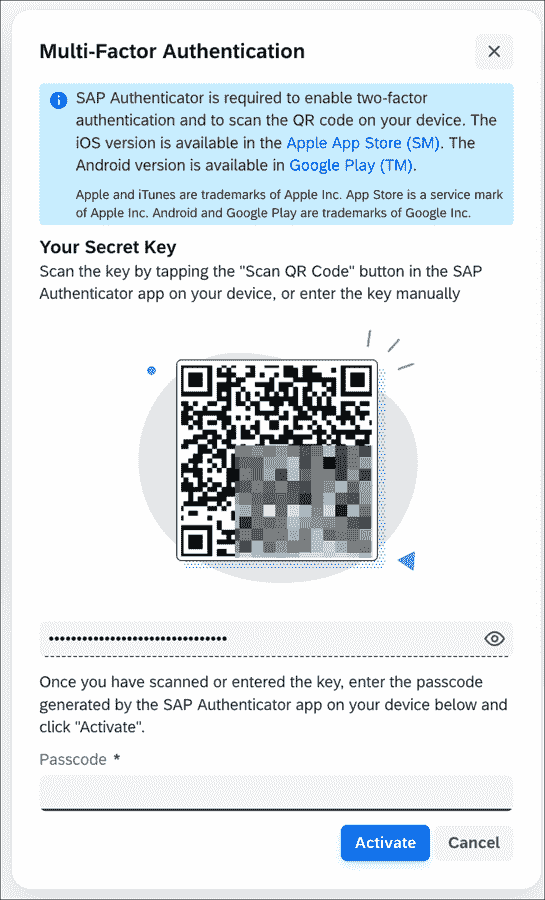 Multi-Factor Authentication
SAP Authenticator is required to enable two-factor
authentication and to scan the QR code on your device. The
iOS version is available in the Apple App Store (SM). The
Android version is available in Google Play (TM).
Apple and iTunes are trademarks of Apple Inc. App Store is a service mark
of Apple Inc. Android and Google Play are trademarks of Google Inc.
Your Secret Key
Scan the key by tapping the "Scan QR Code" button in the SAP
Authenticator app on your device, or enter the key manually
••••••••••••••••••••••••••••••••
Once you have scanned or entered the key, enter the passcode
generated by the SAP Authenticator app on your device below and
click "Activate".
Passcode *
Activate
Cancel